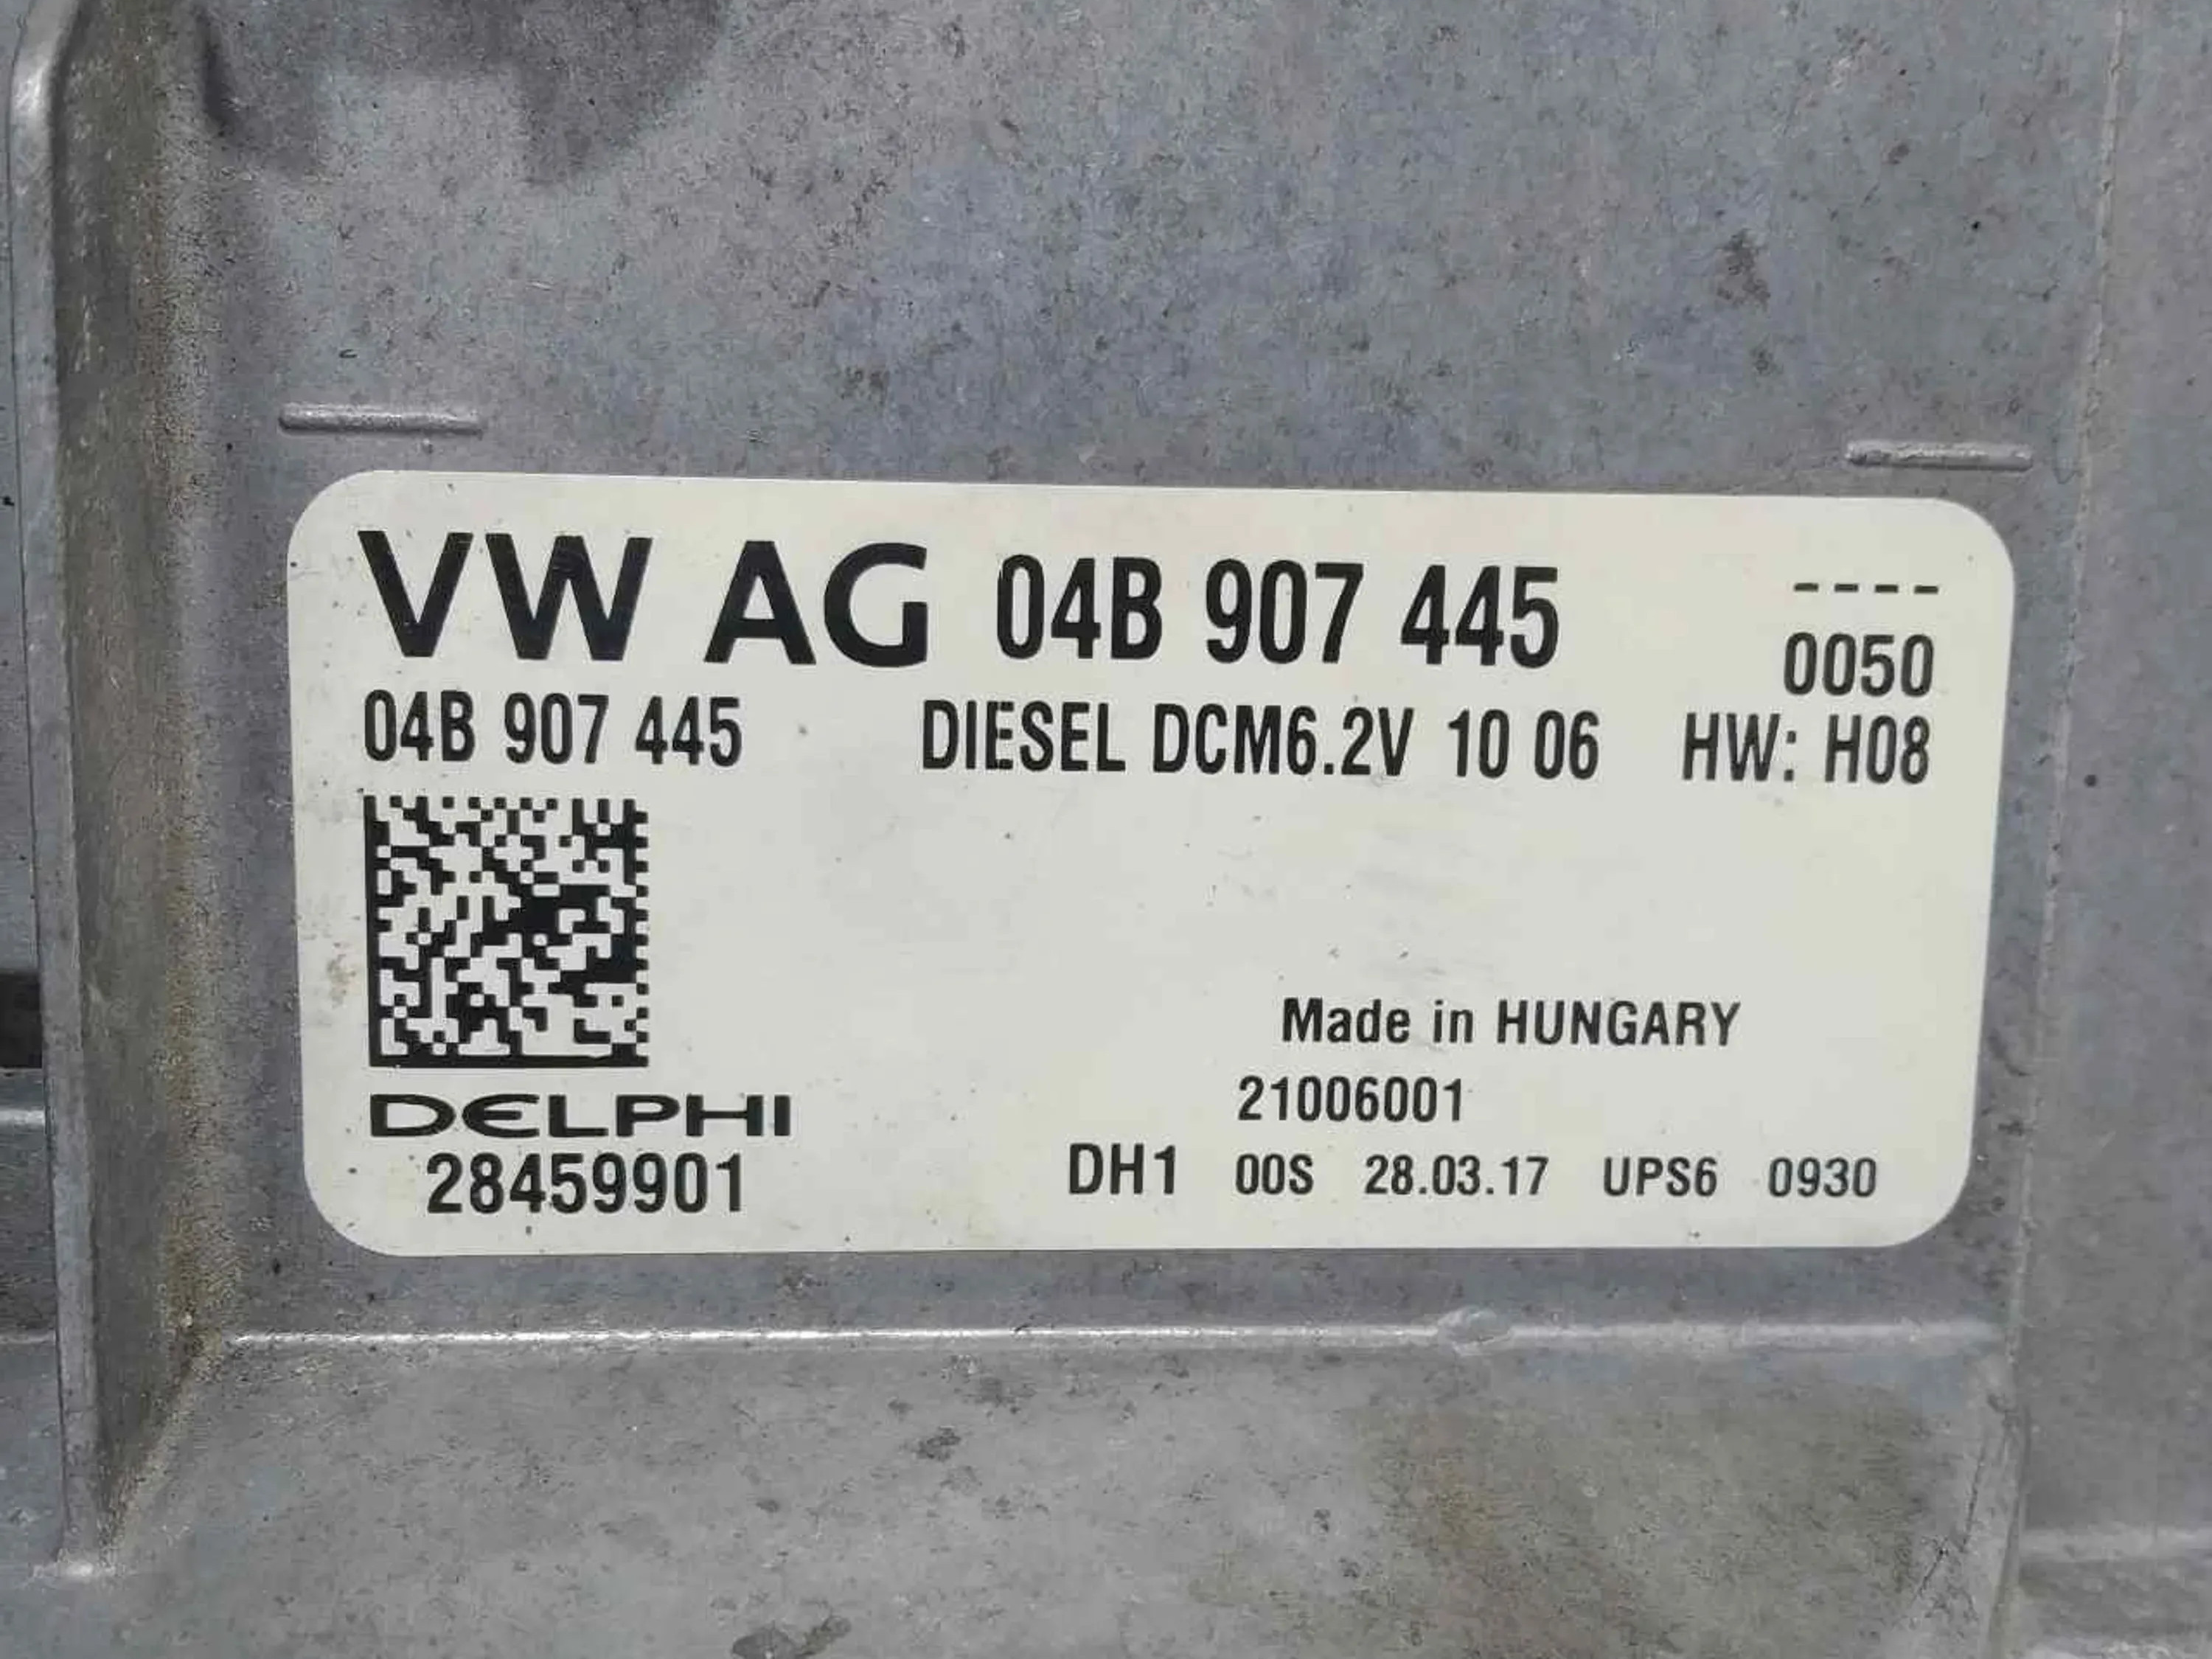 VW AG 04B 907 445 ----
0050
04B 907 445 DIESEL DCM6.2V 10 06 HW: H08
Made in HUNGARY
21006001
DELPHI
28459901
DH1 00S 28.03.17 UPS6 0930